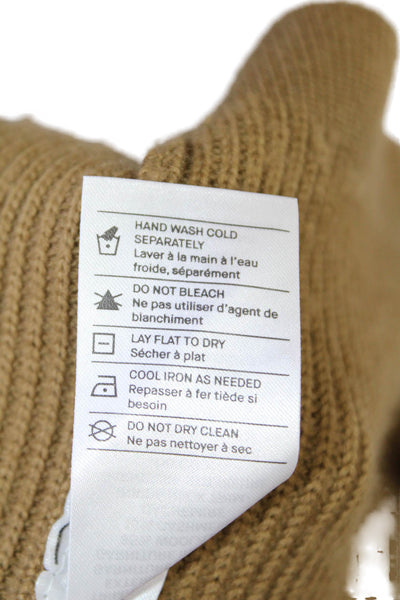 HAND WASH COLD
SEPARATELY
Laver à la main à l'eau
froide, séparément
DO NOT BLEACH
Ne pas utiliser d'agent de
blanchiment
LAY FLAT TO DRY
Sécher à plat
COOL IRON AS NEEDED
Repasser à fer tiède si
besoin
DO NOT DRY CLEAN
Ne pas nettoyer à sec